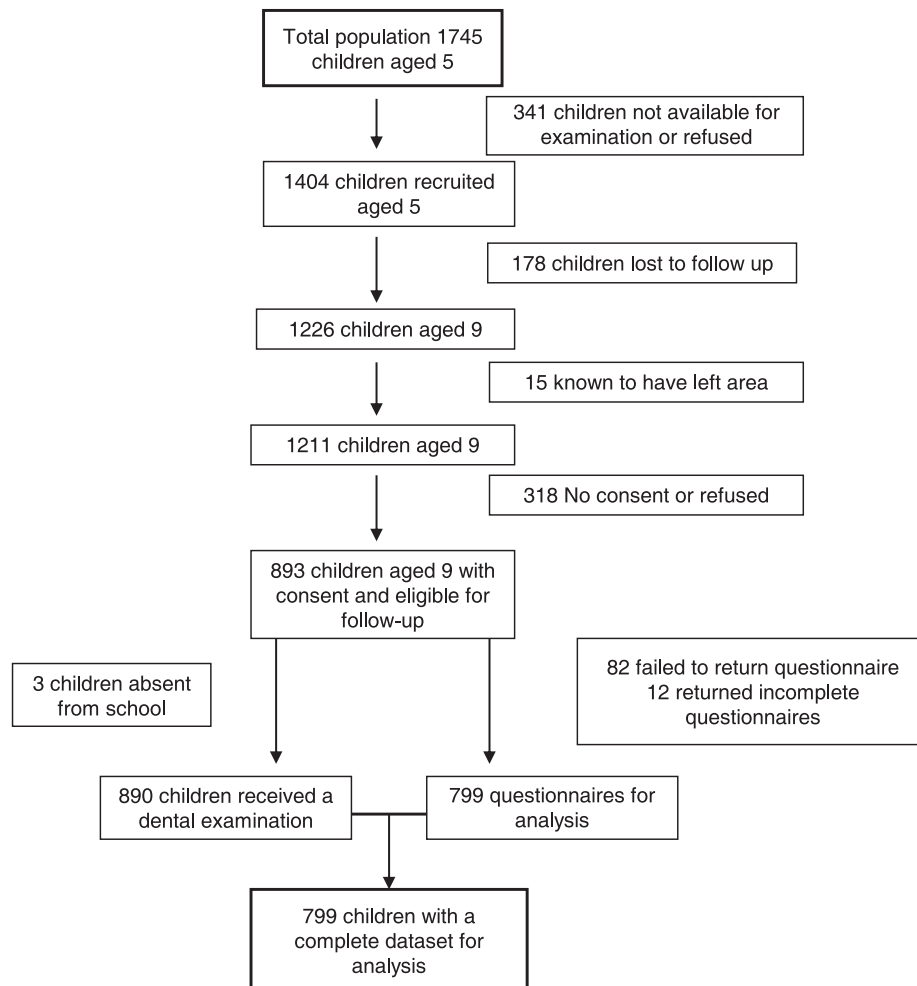 Total population 1745
children aged 5
341 children not available for
examination or refused
1404 children recruited
aged 5
178 children lost to follow up
1226 children aged 9
15 known to have left area
1211 children aged 9
318 No consent or refused
893 children aged 9 with
consent and eligible for
follow-up
3 children absent
from school
82 failed to return questionnaire
12 returned incomplete
questionnaires
890 children received a
dental examination
799 questionnaires for
analysis
799 children with a
complete dataset for
analysis